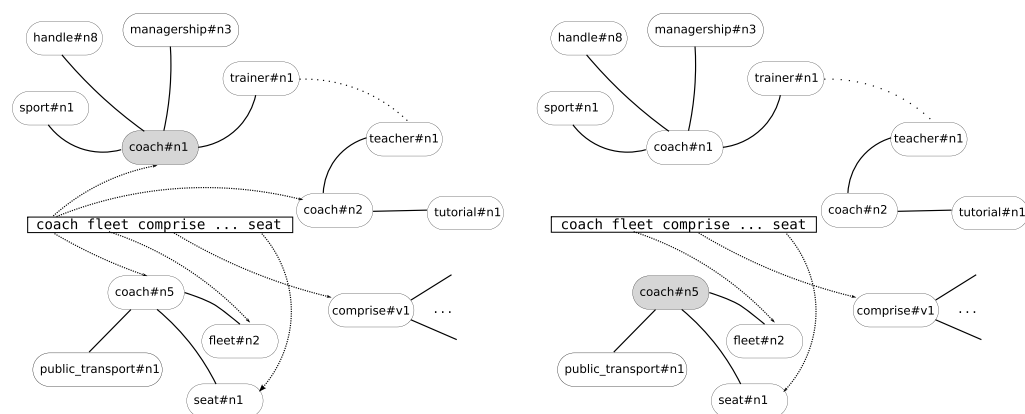 handle#n8
managership#n3
trainer#n1
sport#n1
coach#n1
teacher#n1
coach#n2
tutorial#n1
coach fleet comprise ... seat
coach#n5
comprise#v1
...
fleet#n2
public_transport#n1
seat#n1
handle#n8
managership#n3
trainer#n1
sport#n1
coach#n1
teacher#n1
coach#n2
tutorial#n1
coach fleet comprise ... seat
coach#n5
comprise#v1
...
fleet#n2
public_transport#n1
seat#n1